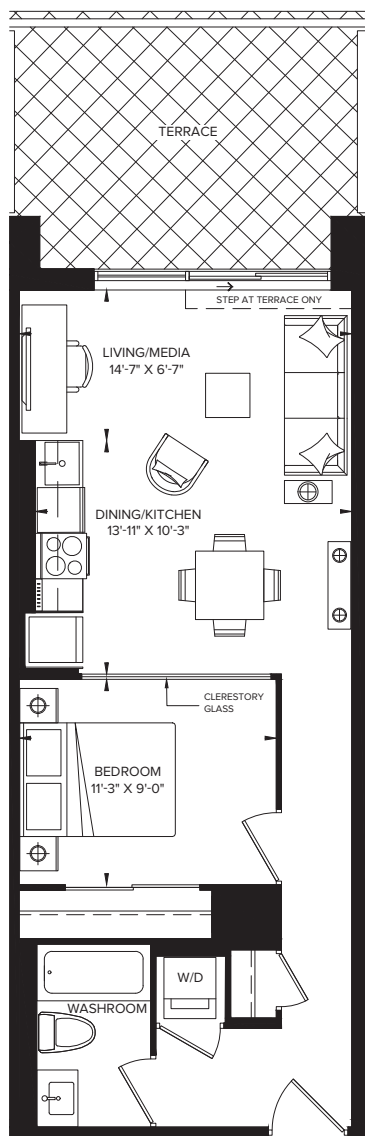 TERRACE
STEP AT TERRACE ONY
LIVING/MEDIA
14'-7" X 6'-7"
DINING/KITCHEN
13'-11" X 10'-3"
CLERESTORY
GLASS
BEDROOM
11'-3" X 9'-0"
W/D
WASHROOM